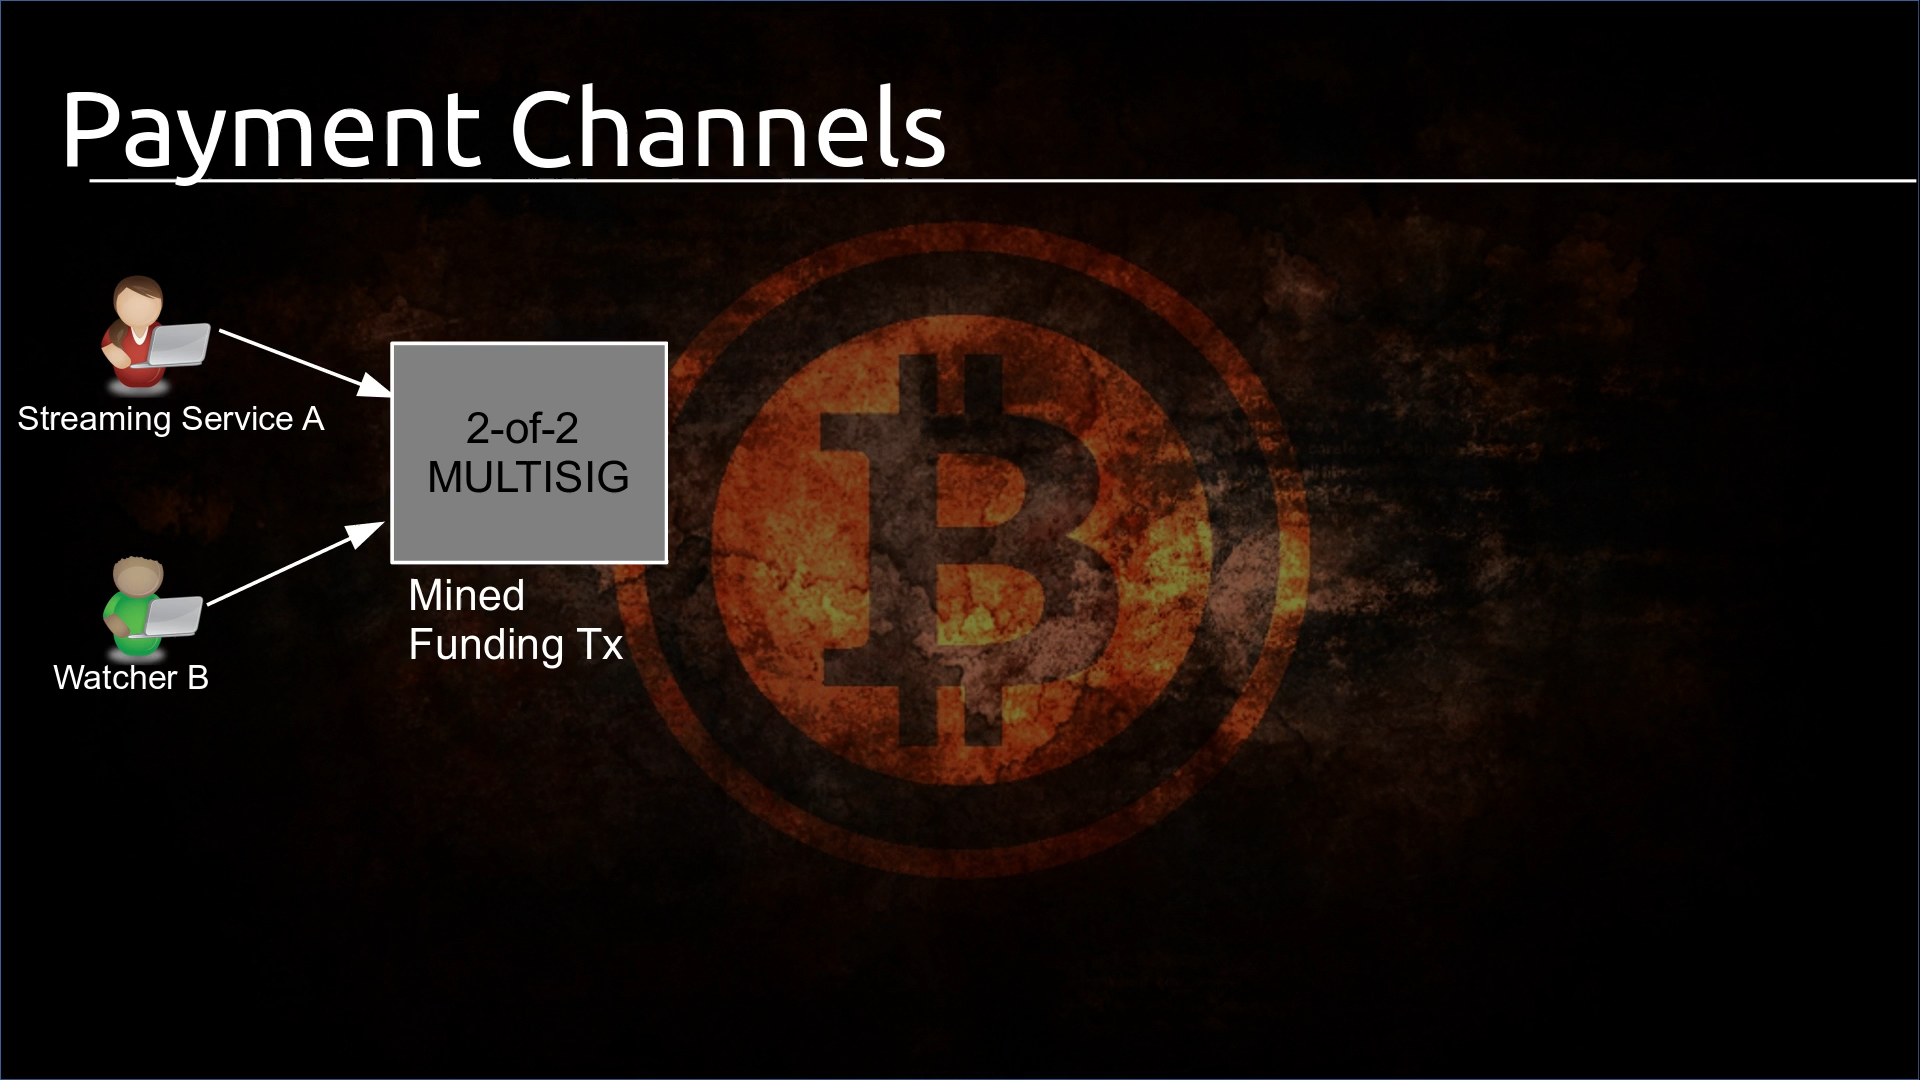 Payment Channels
Streaming Service A
2-of-2
MULTISIG
Mined
Funding Tx
Watcher B